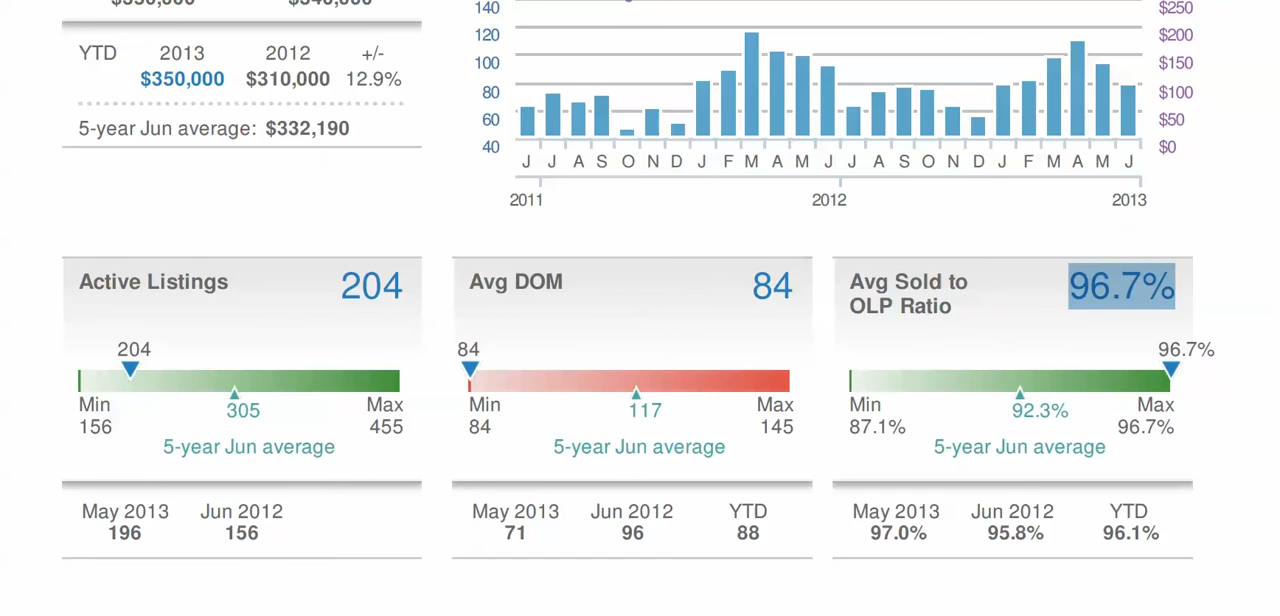 140
$250
120
$200
100
$150
80
$100
60
$50
40
$0
J J A S O N D J F M A M J J A S O N D J F M A M J
2011 2012 2013
YTD 2013 2012 +/-
$350,000 $310,000 12.9%
5-year Jun average: $332,190
Active Listings 204
204
Min Max
156 455
305
5-year Jun average
May 2013 Jun 2012
196 156
Avg DOM 84
84
Min Max
84 145
117
5-year Jun average
May 2013 Jun 2012 YTD
71 96 88
Avg Sold to 96.7%
OLP Ratio
96.7%
Min Max
87.1% 96.7%
92.3%
5-year Jun average
May 2013 Jun 2012 YTD
97.0% 95.8% 96.1%